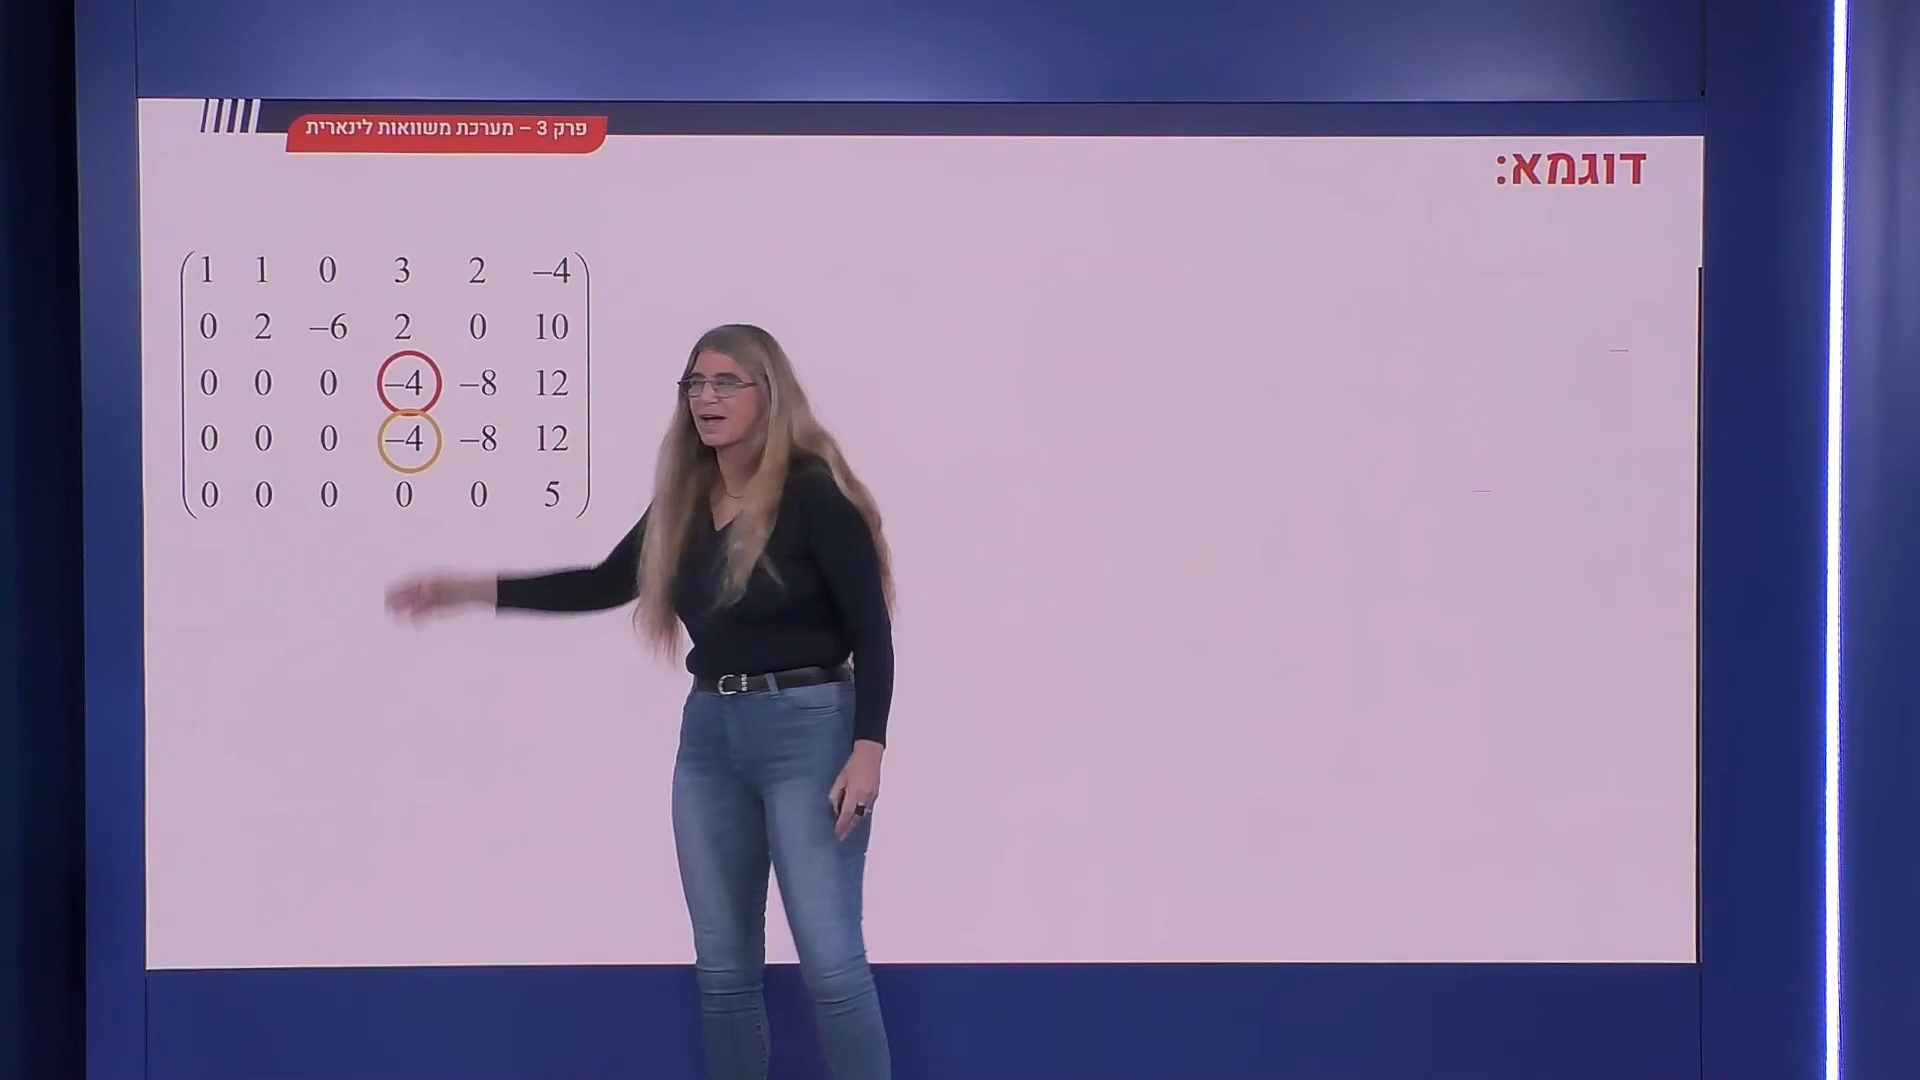 פרק 3 – מערכת משוואות לינארית
דוגמא:
1 1 0 3 2 –4
0 2 –6 2 0 10
0 0 0 –4 –8 12
0 0 0 –4 –8 12
0 0 0 0 0 5